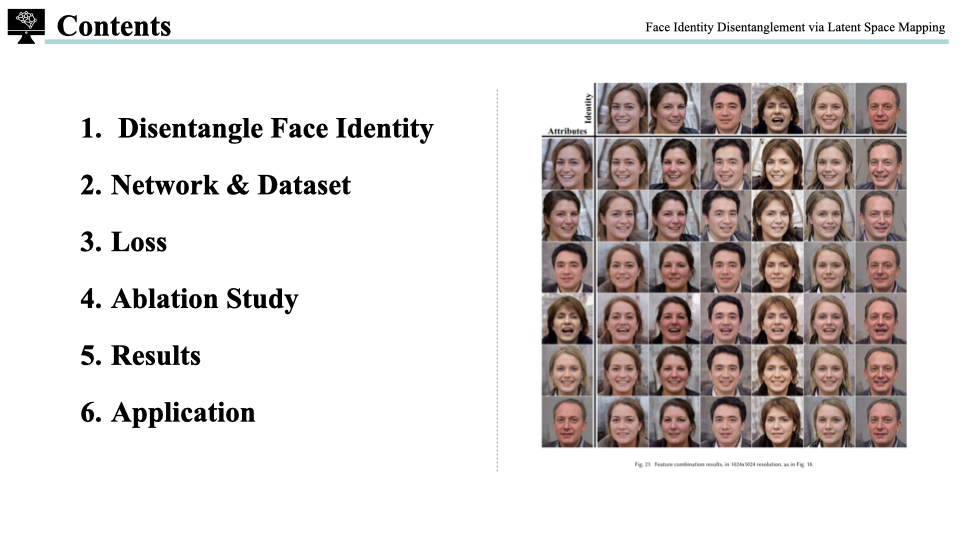 Contents
Face Identity Disentanglement via Latent Space Mapping
1. Disentangle Face Identity
2. Network & Dataset
3. Loss
4. Ablation Study
5. Results
6. Application
Identity
Attributes
Fig. 21. Feature combination results, in 1024x1024 resolution, as in Fig. 18.